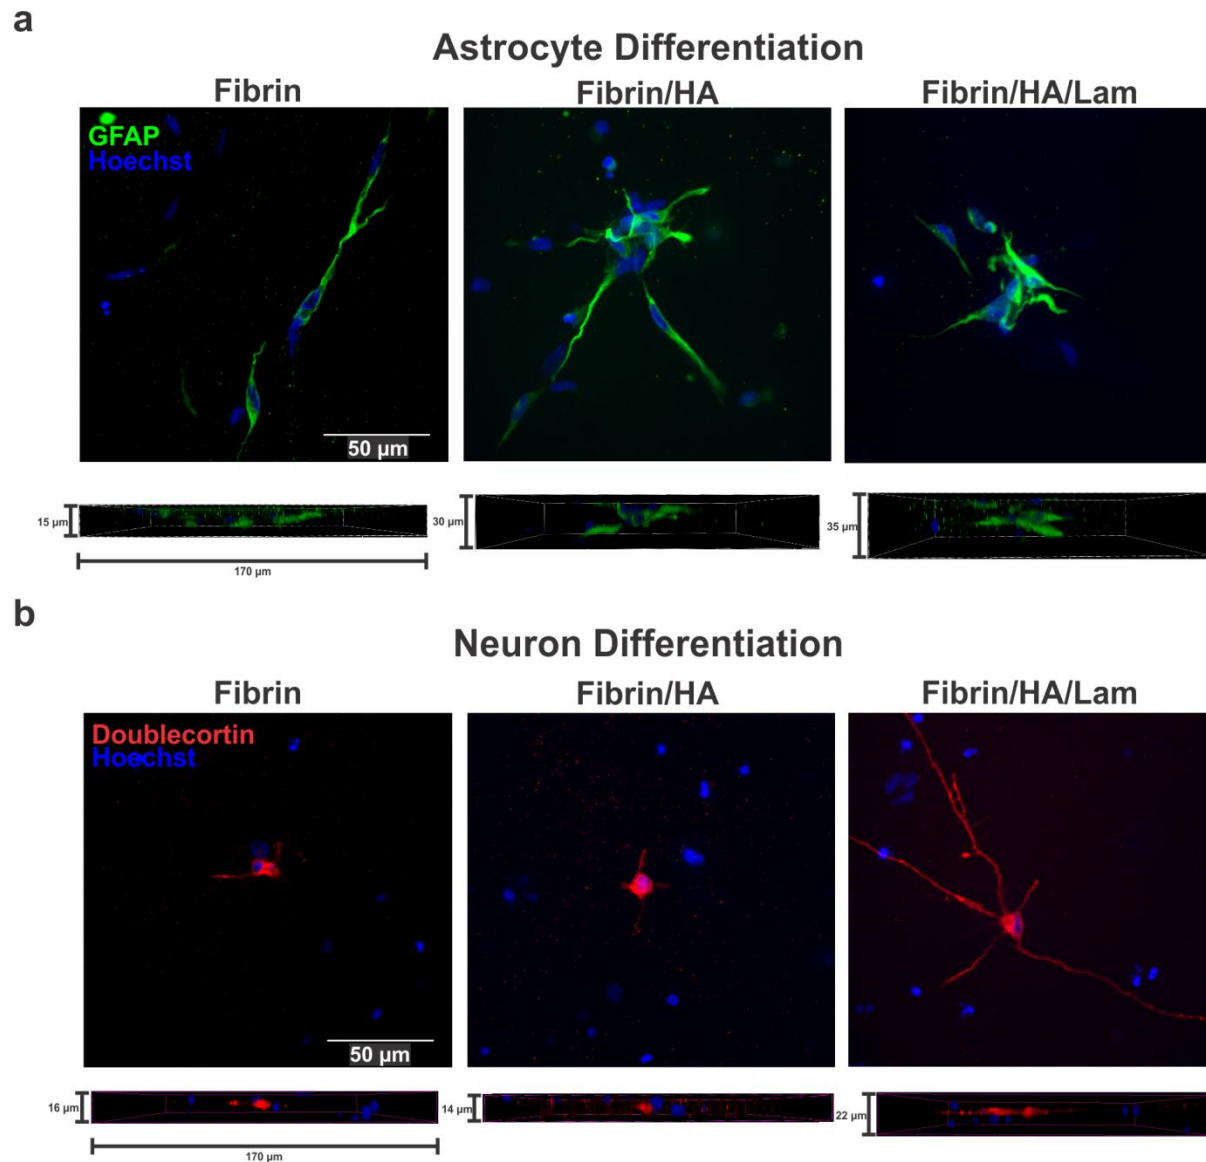 a
Astrocyte Differentiation
Fibrin
Fibrin/HA
Fibrin/HA/Lam
GFAP
Hoechst
50 µm
15 µm
30 µm
35 µm
170 µm
b
Neuron Differentiation
Fibrin
Fibrin/HA
Fibrin/HA/Lam
Doublecortin
Hoechst
50 µm
16 µm
14 µm
22 µm
170 µm